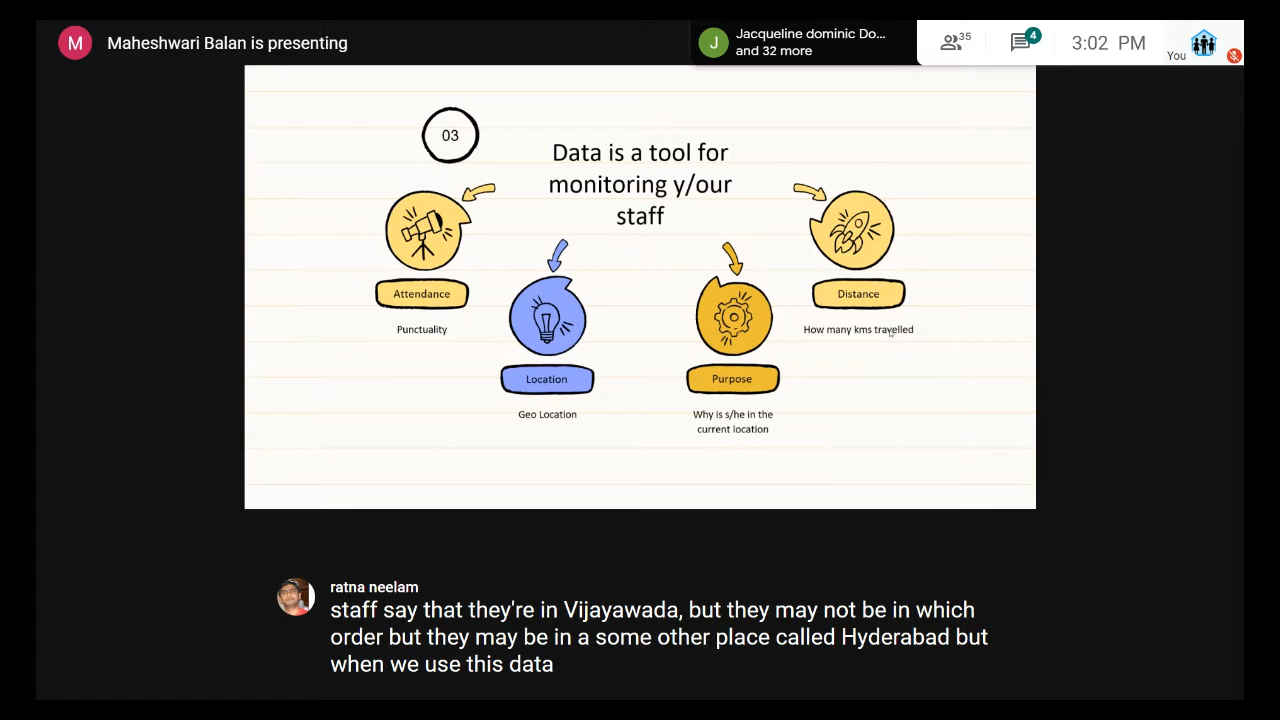 M
Maheshwari Balan is presenting
J
Jacqueline dominic Do...
and 32 more
35
4
3:02 PM
You
03
Data is a tool for
monitoring y/our
staff
Attendance
Punctuality
Location
Geo Location
Purpose
Why is s/he in the
current location
Distance
How many kms travelled
ratna neelam
staff say that they're in Vijayawada, but they may not be in which
order but they may be in a some other place called Hyderabad but
when we use this data